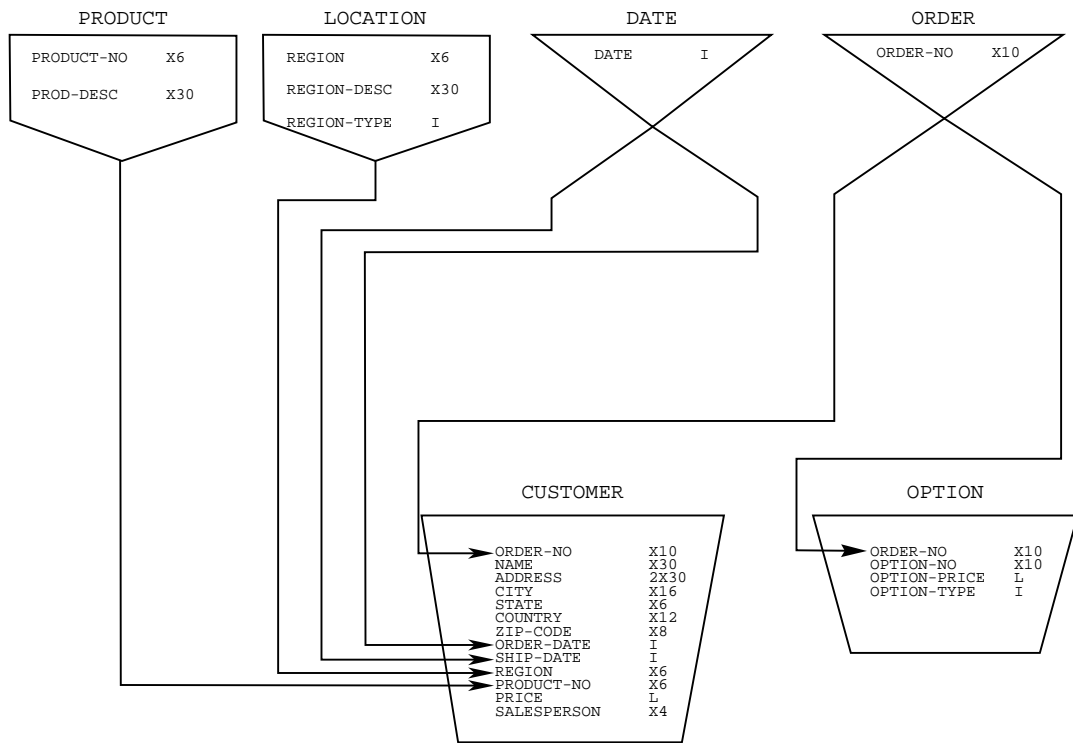 PRODUCT LOCATION DATE ORDER
PRODUCT-NO X6
PROD-DESC X30
REGION X6
REGION-DESC X30
REGION-TYPE I
DATE I
ORDER-NO X10
CUSTOMER
ORDER-NO X10
NAME X30
ADDRESS 2X30
CITY X16
STATE X6
COUNTRY X12
ZIP-CODE X8
ORDER-DATE I
SHIP-DATE I
REGION X6
PRODUCT-NO X6
PRICE L
SALESPERSON X4
OPTION
ORDER-NO X10
OPTION-NO X10
OPTION-PRICE L
OPTION-TYPE I